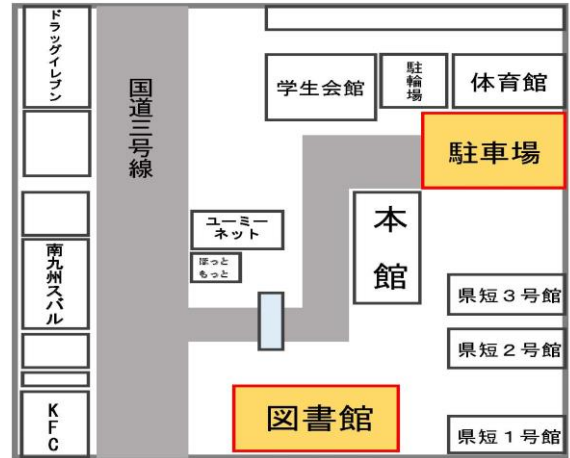 ドラッグイレブン
国道三号線
学生会館
駐輪場
体育館
駐車場
ユーミー
ネット
ほっと
もっと
本館
南九州スバル
県短3号館
県短2号館
図書館
KFC
県短1号館